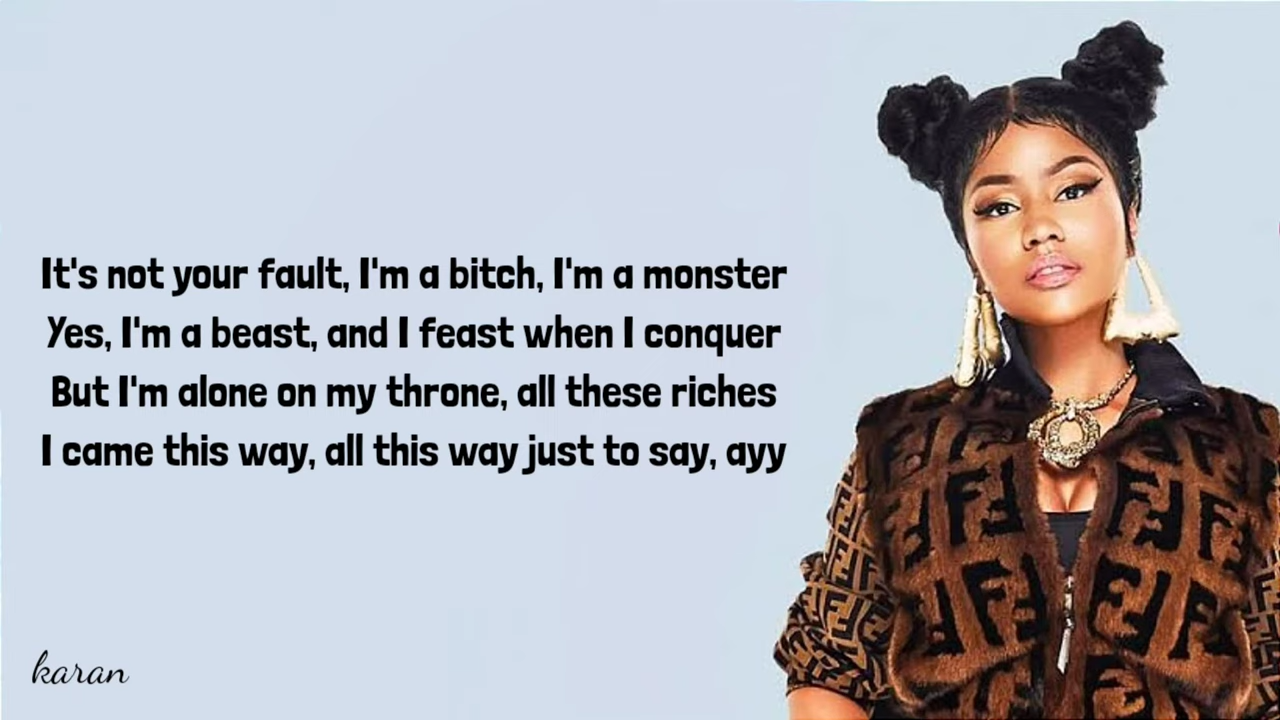 It's not your fault, I'm a bitch, I'm a monster
Yes, I'm a beast, and I feast when I conquer
But I'm alone on my throne, all these riches
I came this way, all this way just to say, ayy
karan